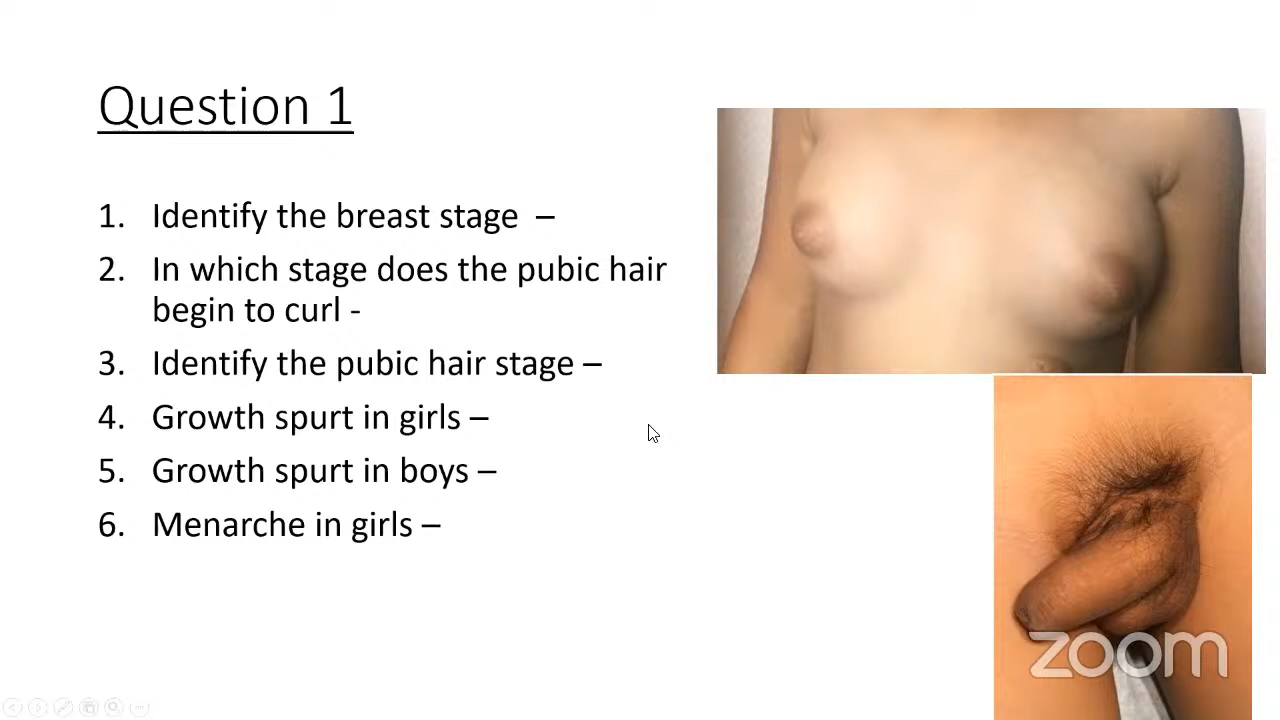 Question 1
1. Identify the breast stage –
2. In which stage does the pubic hair
begin to curl -
3. Identify the pubic hair stage –
4. Growth spurt in girls –
5. Growth spurt in boys –
6. Menarche in girls –
zoom